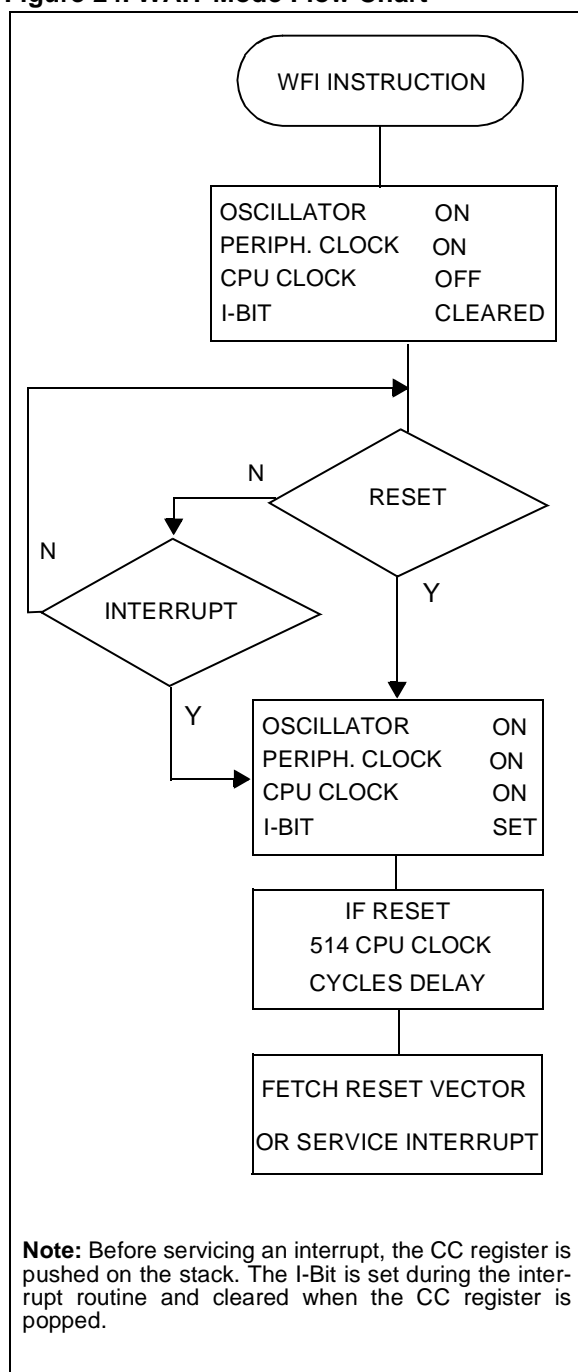 Figure 24. WAIT Mode Flow Chart
WFI INSTRUCTION
OSCILLATOR ON
PERIPH. CLOCK ON
CPU CLOCK OFF
I-BIT CLEARED
N
RESET
N
INTERRUPT
Y
Y
OSCILLATOR ON
PERIPH. CLOCK ON
CPU CLOCK ON
I-BIT SET
IF RESET
514 CPU CLOCK
CYCLES DELAY
FETCH RESET VECTOR
OR SERVICE INTERRUPT
Note: Before servicing an interrupt, the CC register is
pushed on the stack. The I-Bit is set during the inter-
rupt routine and cleared when the CC register is
popped.